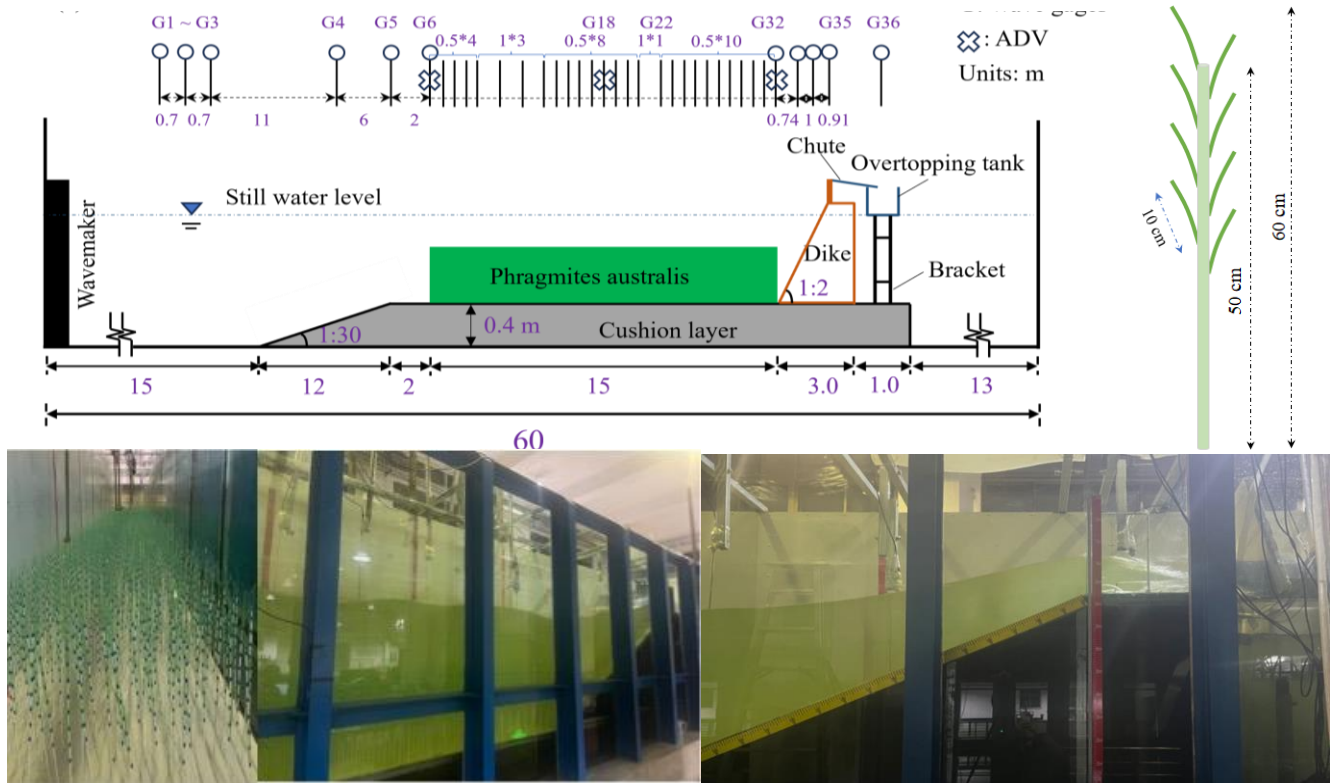 G1 ~ G3
G4
G5
G6
G18
G22
G32
G35
G36
0.5*4
1*3
0.5*8
1*1
0.5*10
: ADV
Units: m
0.7
0.7
11
6
2
0.74
1
0.91
Chute
Overtopping tank
Still water level
Wavemaker
Phragmites australis
Dike
1:2
Bracket
1:30
0.4 m
Cushion layer
15
12
2
15
3.0
1.0
13
60
10 cm
50 cm
60 cm